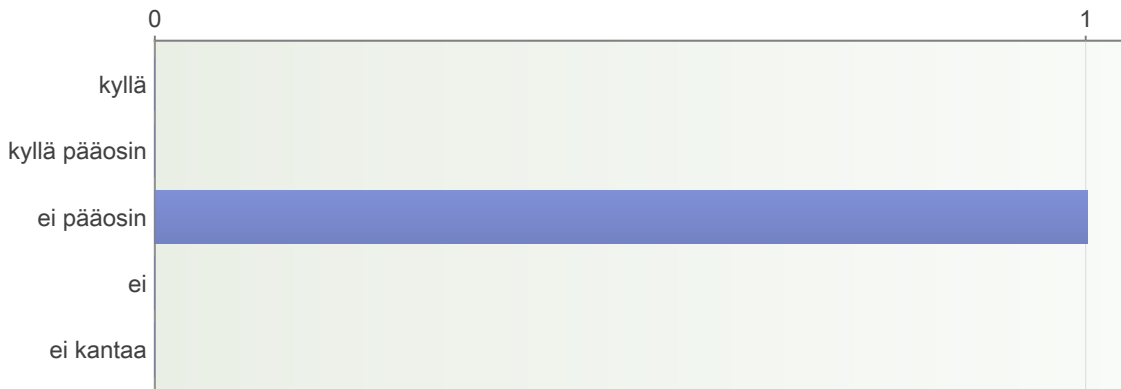 0 1
kyllä
kyllä pääosin
ei pääosin
ei
ei kantaa